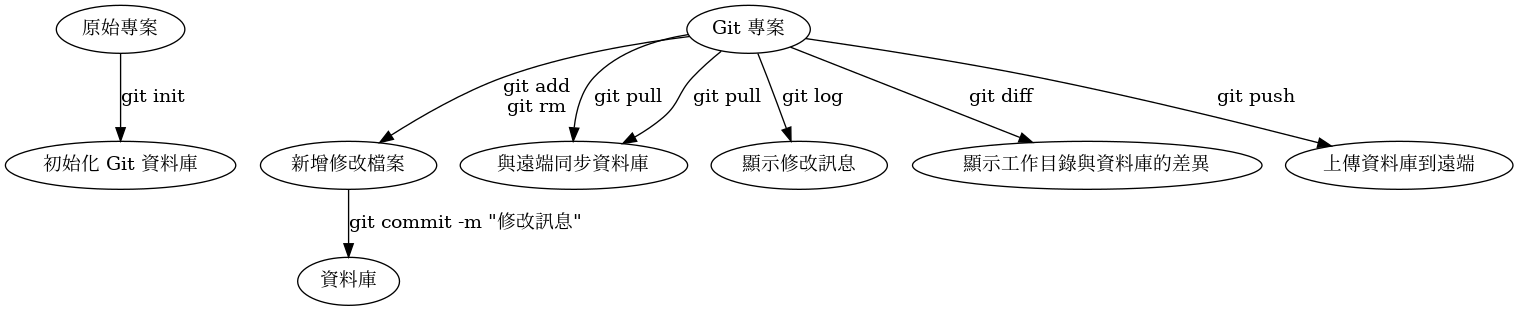 原始專案
Git 專案
git init
git add
git rm
git pull
git pull
git log
git diff
git push
初始化 Git 資料庫
新增修改檔案
與遠端同步資料庫
顯示修改訊息
顯示工作目錄與資料庫的差異
上傳資料庫到遠端
git commit -m "修改訊息"
資料庫